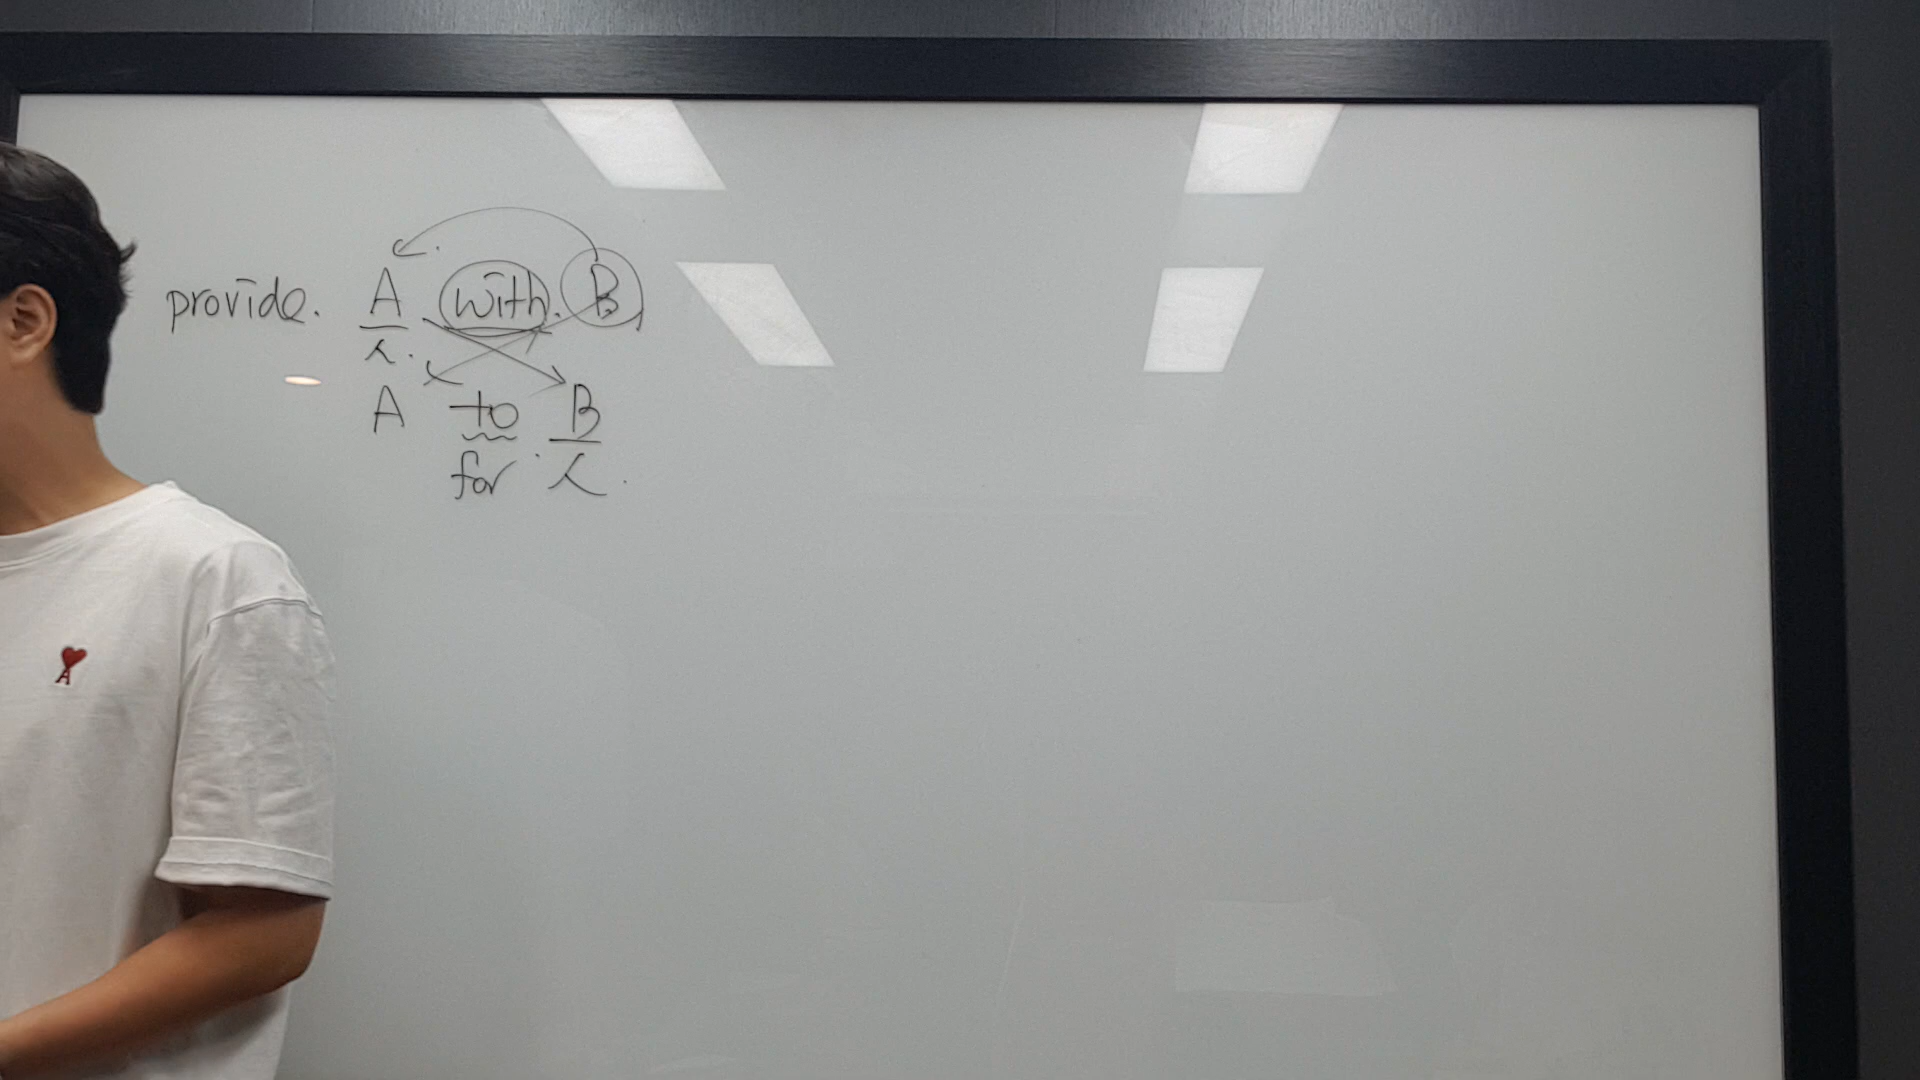 provide. A with. B
人.
A to B
for 人.
A